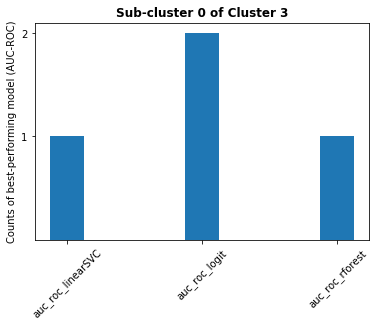 Sub-cluster 0 of Cluster 3
Counts of best-performing model (AUC-ROC)
2
1
auc_roc_linearSVC
auc_roc_logit
auc_roc_rforest